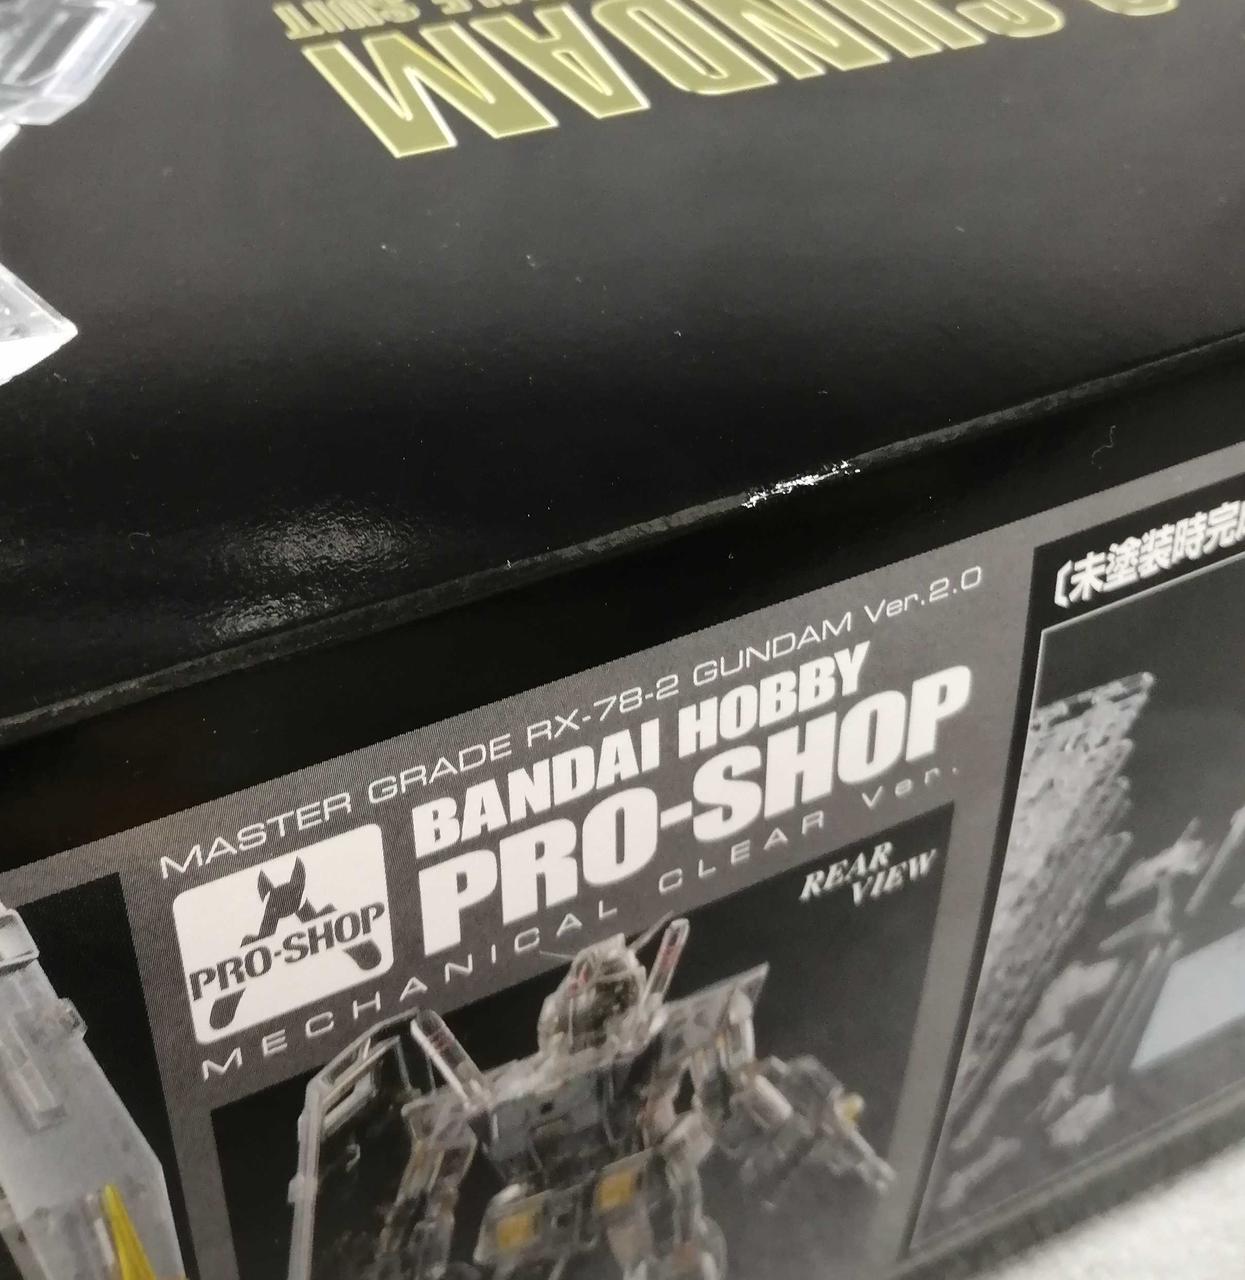 GUNDAM
MASTER GRADE RX-78-2 GUNDAM Ver.2.0
BANDAI HOBBY
PRO-SHOP
PRO-SHOP
MECHANICAL CLEAR Ver.
REAR
VIEW
〔未塗装時完